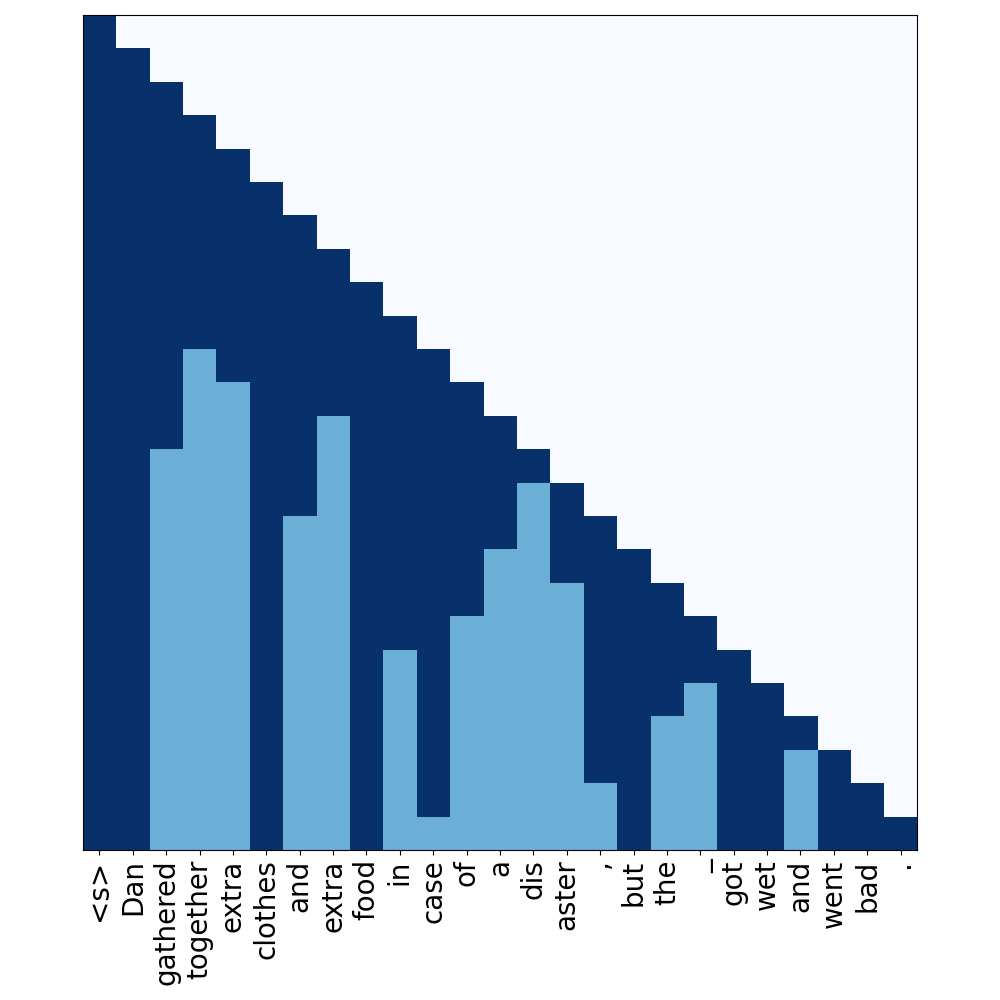 <s> Dan gathered together extra clothes and extra food in case of a dis aster , but the _ got wet and went bad .